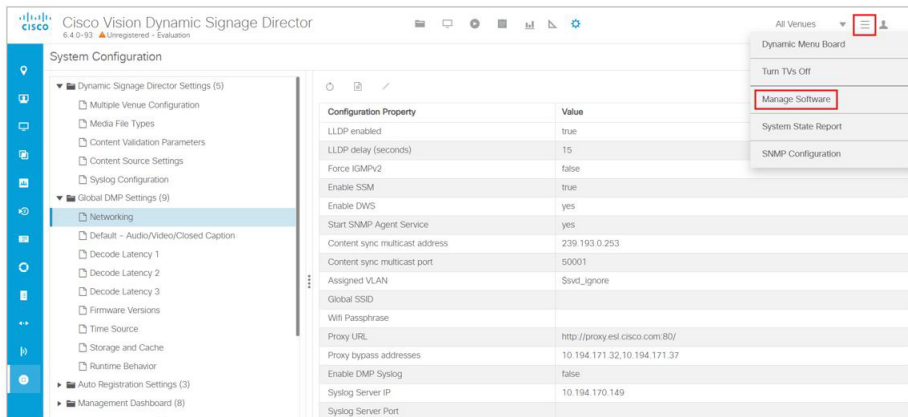 cisco
Cisco Vision Dynamic Signage Director
6.4.0-93 Unregistered - Evaluation
All Venues
System Configuration
Dynamic Menu Board
Turn TVs Off
Manage Software
System State Report
SNMP Configuration
Dynamic Signage Director Settings (5)
Multiple Venue Configuration
Media File Types
Content Validation Parameters
Content Source Settings
Syslog Configuration
Global DMP Settings (9)
Networking
Default - Audio/Video/Closed Caption
Decode Latency 1
Decode Latency 2
Decode Latency 3
Firmware Versions
Time Source
Storage and Cache
Runtime Behavior
Auto Registration Settings (3)
Management Dashboard (8)
Configuration Property Value
LLDP enabled true
LLDP delay (seconds) 15
Force IGMPv2 false
Enable SSM true
Enable DWS yes
Start SNMP Agent Service yes
Content sync multicast address 239.193.0.253
Content sync multicast port 50001
Assigned VLAN $svd_ignore
Global SSID
Wifi Passphrase
Proxy URL http://proxy.esl.cisco.com:80/
Proxy bypass addresses 10.194.171.32,10.194.171.37
Enable DMP Syslog false
Syslog Server IP 10.194.170.149
Syslog Server Port